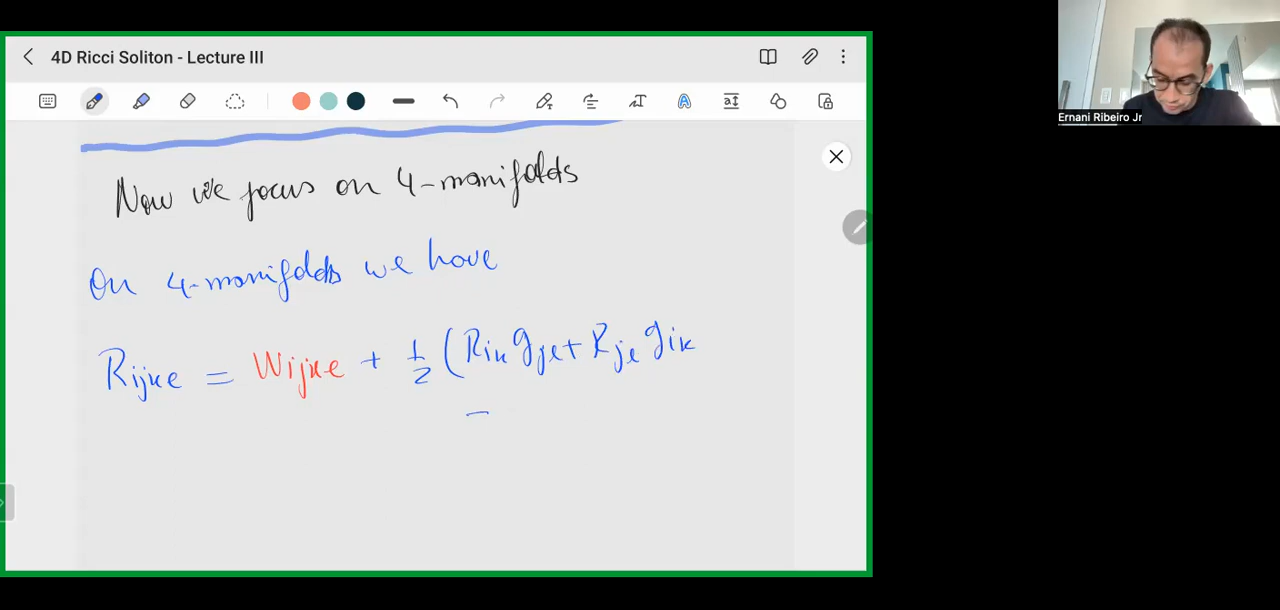 4D Ricci Soliton - Lecture III
Ernani Ribeiro Jr
Now we focus on 4-manifolds
On 4-manifolds we have
Rijkl = Wijkl + 1/2 (Rik gjl + Rjl gik
−